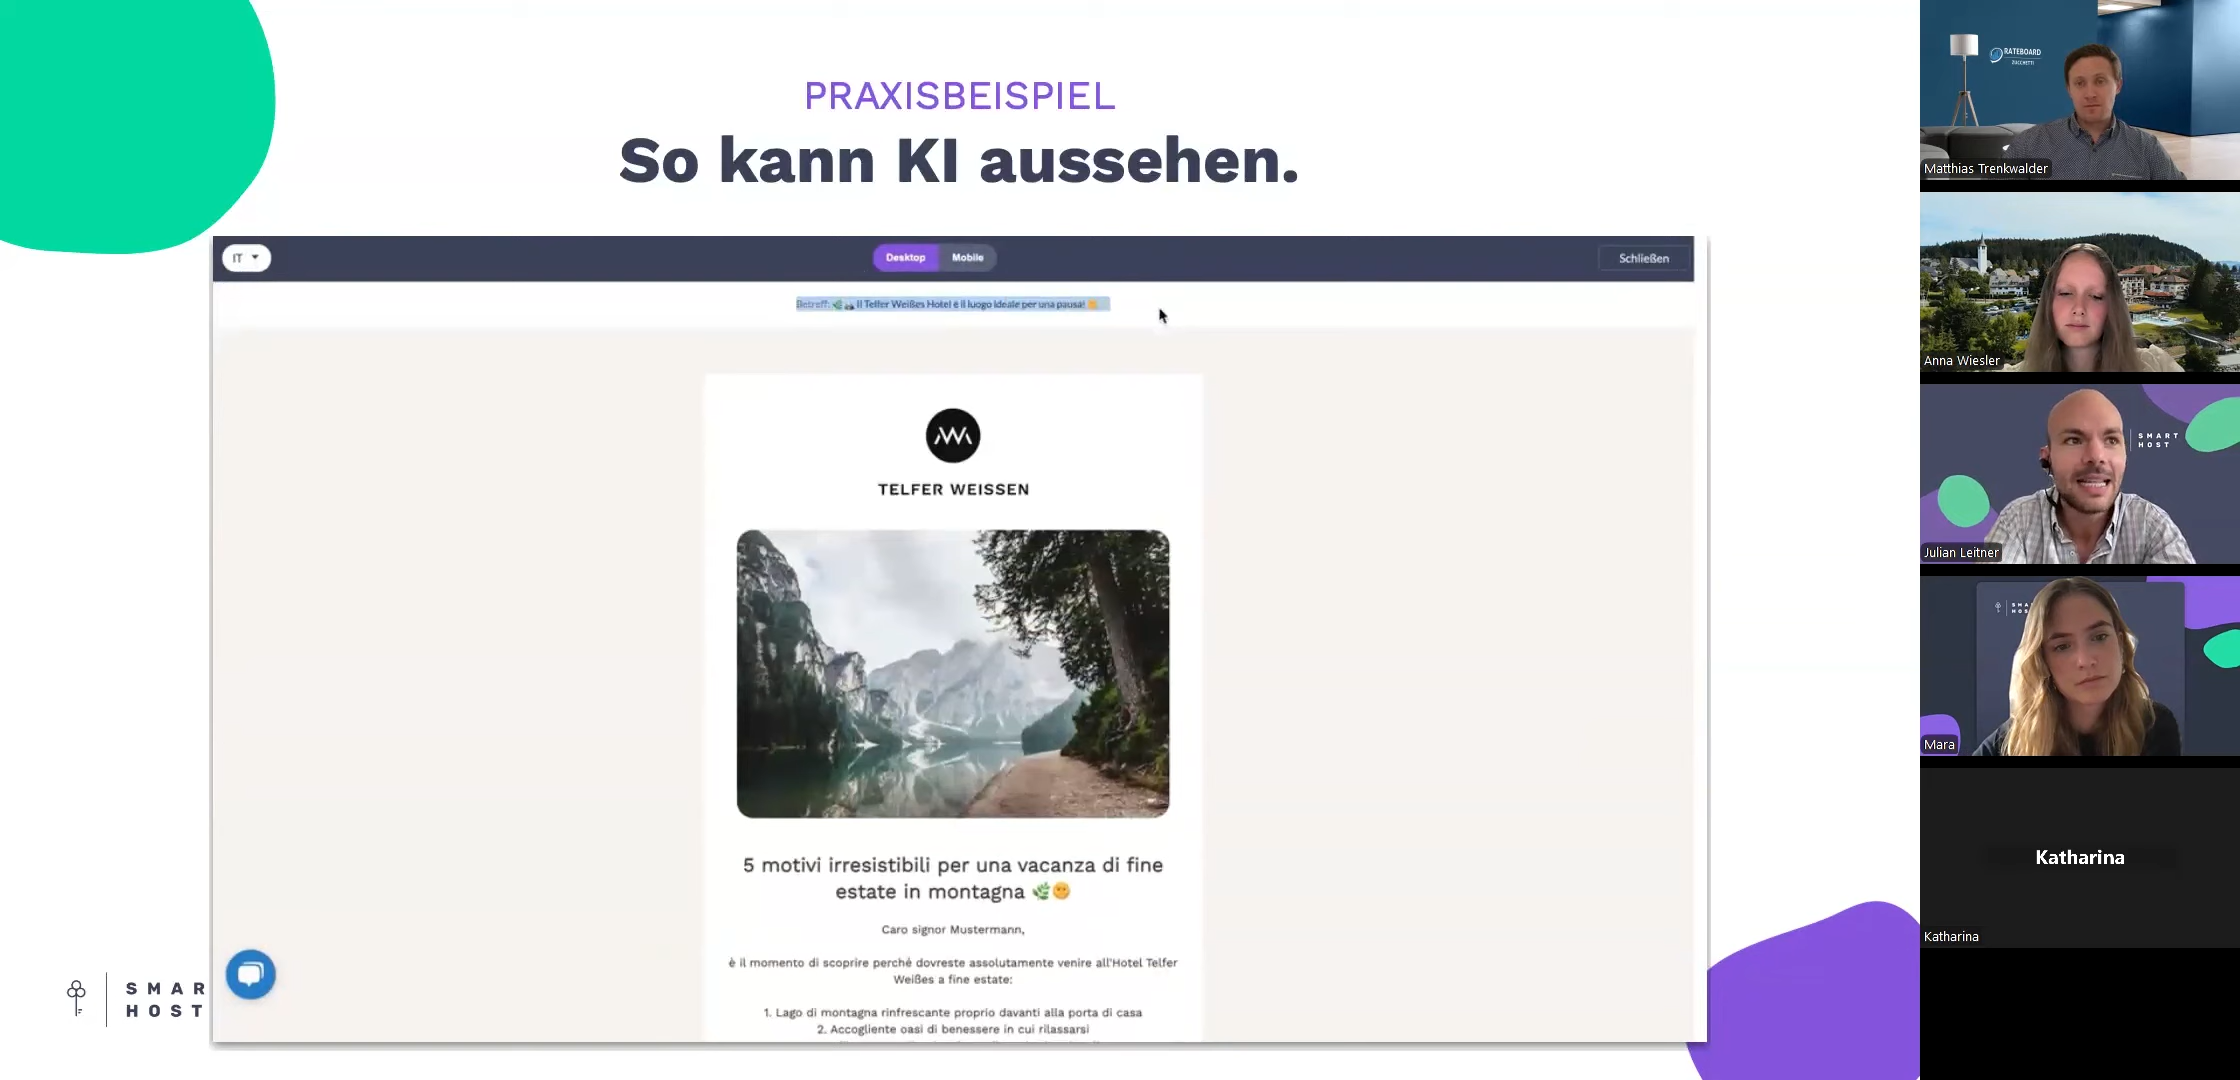 PRAXISBEISPIEL
So kann KI aussehen.
IT
Desktop
Mobile
Schließen
Betreff: 🌿🏔️ Il Telfer Weißes Hotel è il luogo ideale per una pausa! 🌞
TELFER WEISSEN
5 motivi irresistibili per una vacanza di fine
estate in montagna 🌿🌞
Caro signor Mustermann,
è il momento di scoprire perché dovreste assolutamente venire all'Hotel Telfer
Weißes a fine estate:
1. Lago di montagna rinfrescante proprio davanti alla porta di casa
2. Accogliente oasi di benessere in cui rilassarsi
SMAR
HOST
RATEBOARD
ZUCCHETTI
Matthias Trenkwalder
Anna Wiesler
SMART
HOST
Julian Leitner
Mara
Katharina
Katharina